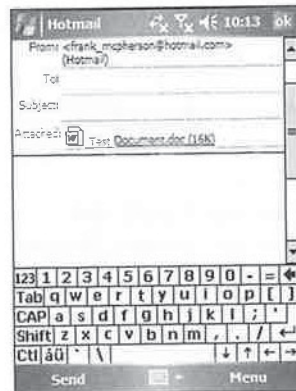 Hotmail 10:13 ok
From: <frank_mcpherson@hotmail.com>
(Hotmail)
To:
Subject:
Attached: Test Document.doc (16K)
123 1 2 3 4 5 6 7 8 9 0 - =
Tab q w e r t y u i o p [ ]
CAP a s d f g h j k l ; '
Shift z x c v b n m , . /
Ctl áü ` \
Send Menu